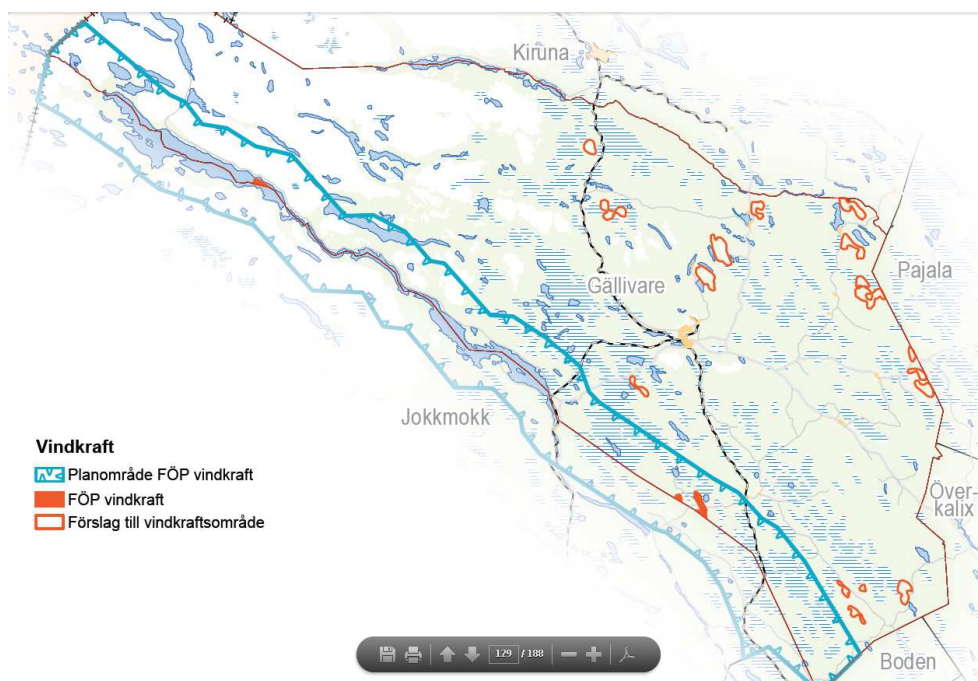 Kiruna
Gällivare
Pajala
Jokkmokk
Vindkraft
Planområde FÖP vindkraft
FÖP vindkraft
Förslag till vindkraftsområde
Över-
kalix
Boden
129 / 188